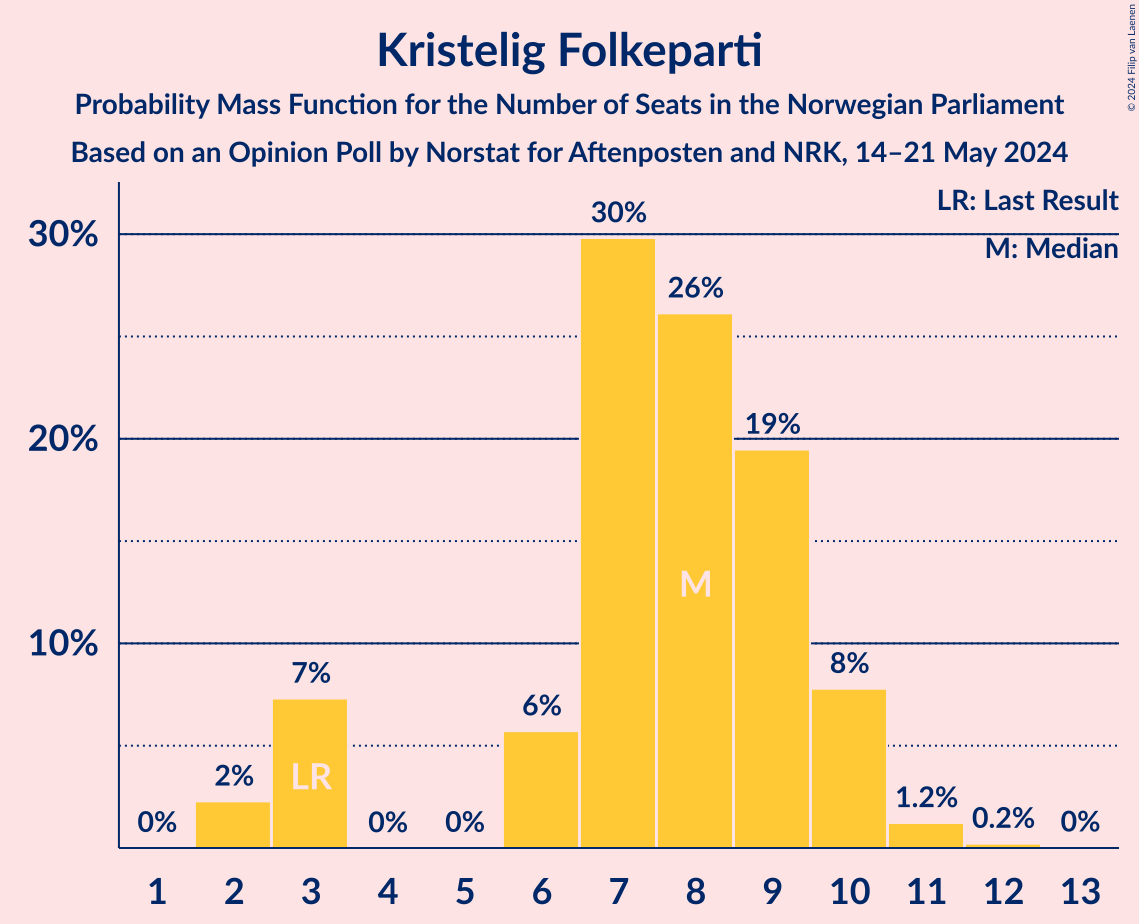 Kristelig Folkeparti
Probability Mass Function for the Number of Seats in the Norwegian Parliament
Based on an Opinion Poll by Norstat for Aftenposten and NRK, 14–21 May 2024
© 2024 Filip van Laenen
LR: Last Result
M: Median
30%
20%
10%
0%
2%
7%
0%
0%
6%
30%
26%
19%
8%
1.2%
0.2%
0%
LR
M
1 2 3 4 5 6 7 8 9 10 11 12 13